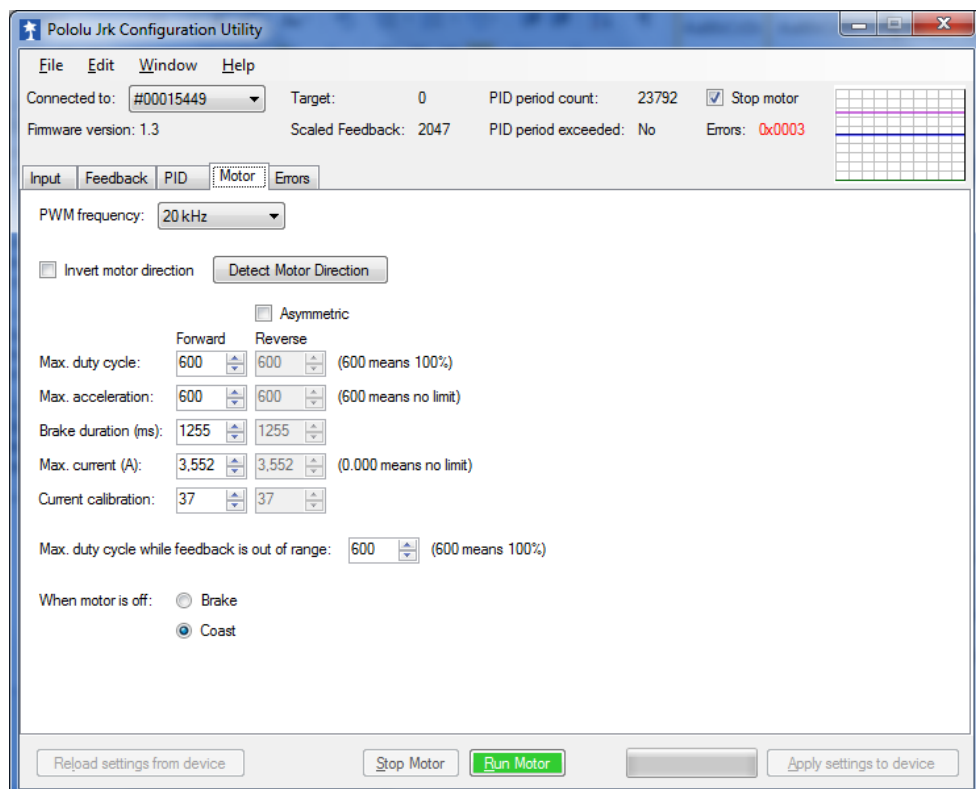 Pololu Jrk Configuration Utility
File Edit Window Help
Connected to: #00015449 Target: 0 PID period count: 23792 Stop motor
Firmware version: 1.3 Scaled Feedback: 2047 PID period exceeded: No Errors: 0x0003
Input Feedback PID Motor Errors
PWM frequency: 20 kHz
Invert motor direction Detect Motor Direction
Asymmetric
Forward Reverse
Max. duty cycle: 600 600 (600 means 100%)
Max. acceleration: 600 600 (600 means no limit)
Brake duration (ms): 1255 1255
Max. current (A): 3,552 3,552 (0.000 means no limit)
Current calibration: 37 37
Max. duty cycle while feedback is out of range: 600 (600 means 100%)
When motor is off: Brake
Coast
Reload settings from device Stop Motor Run Motor Apply settings to device